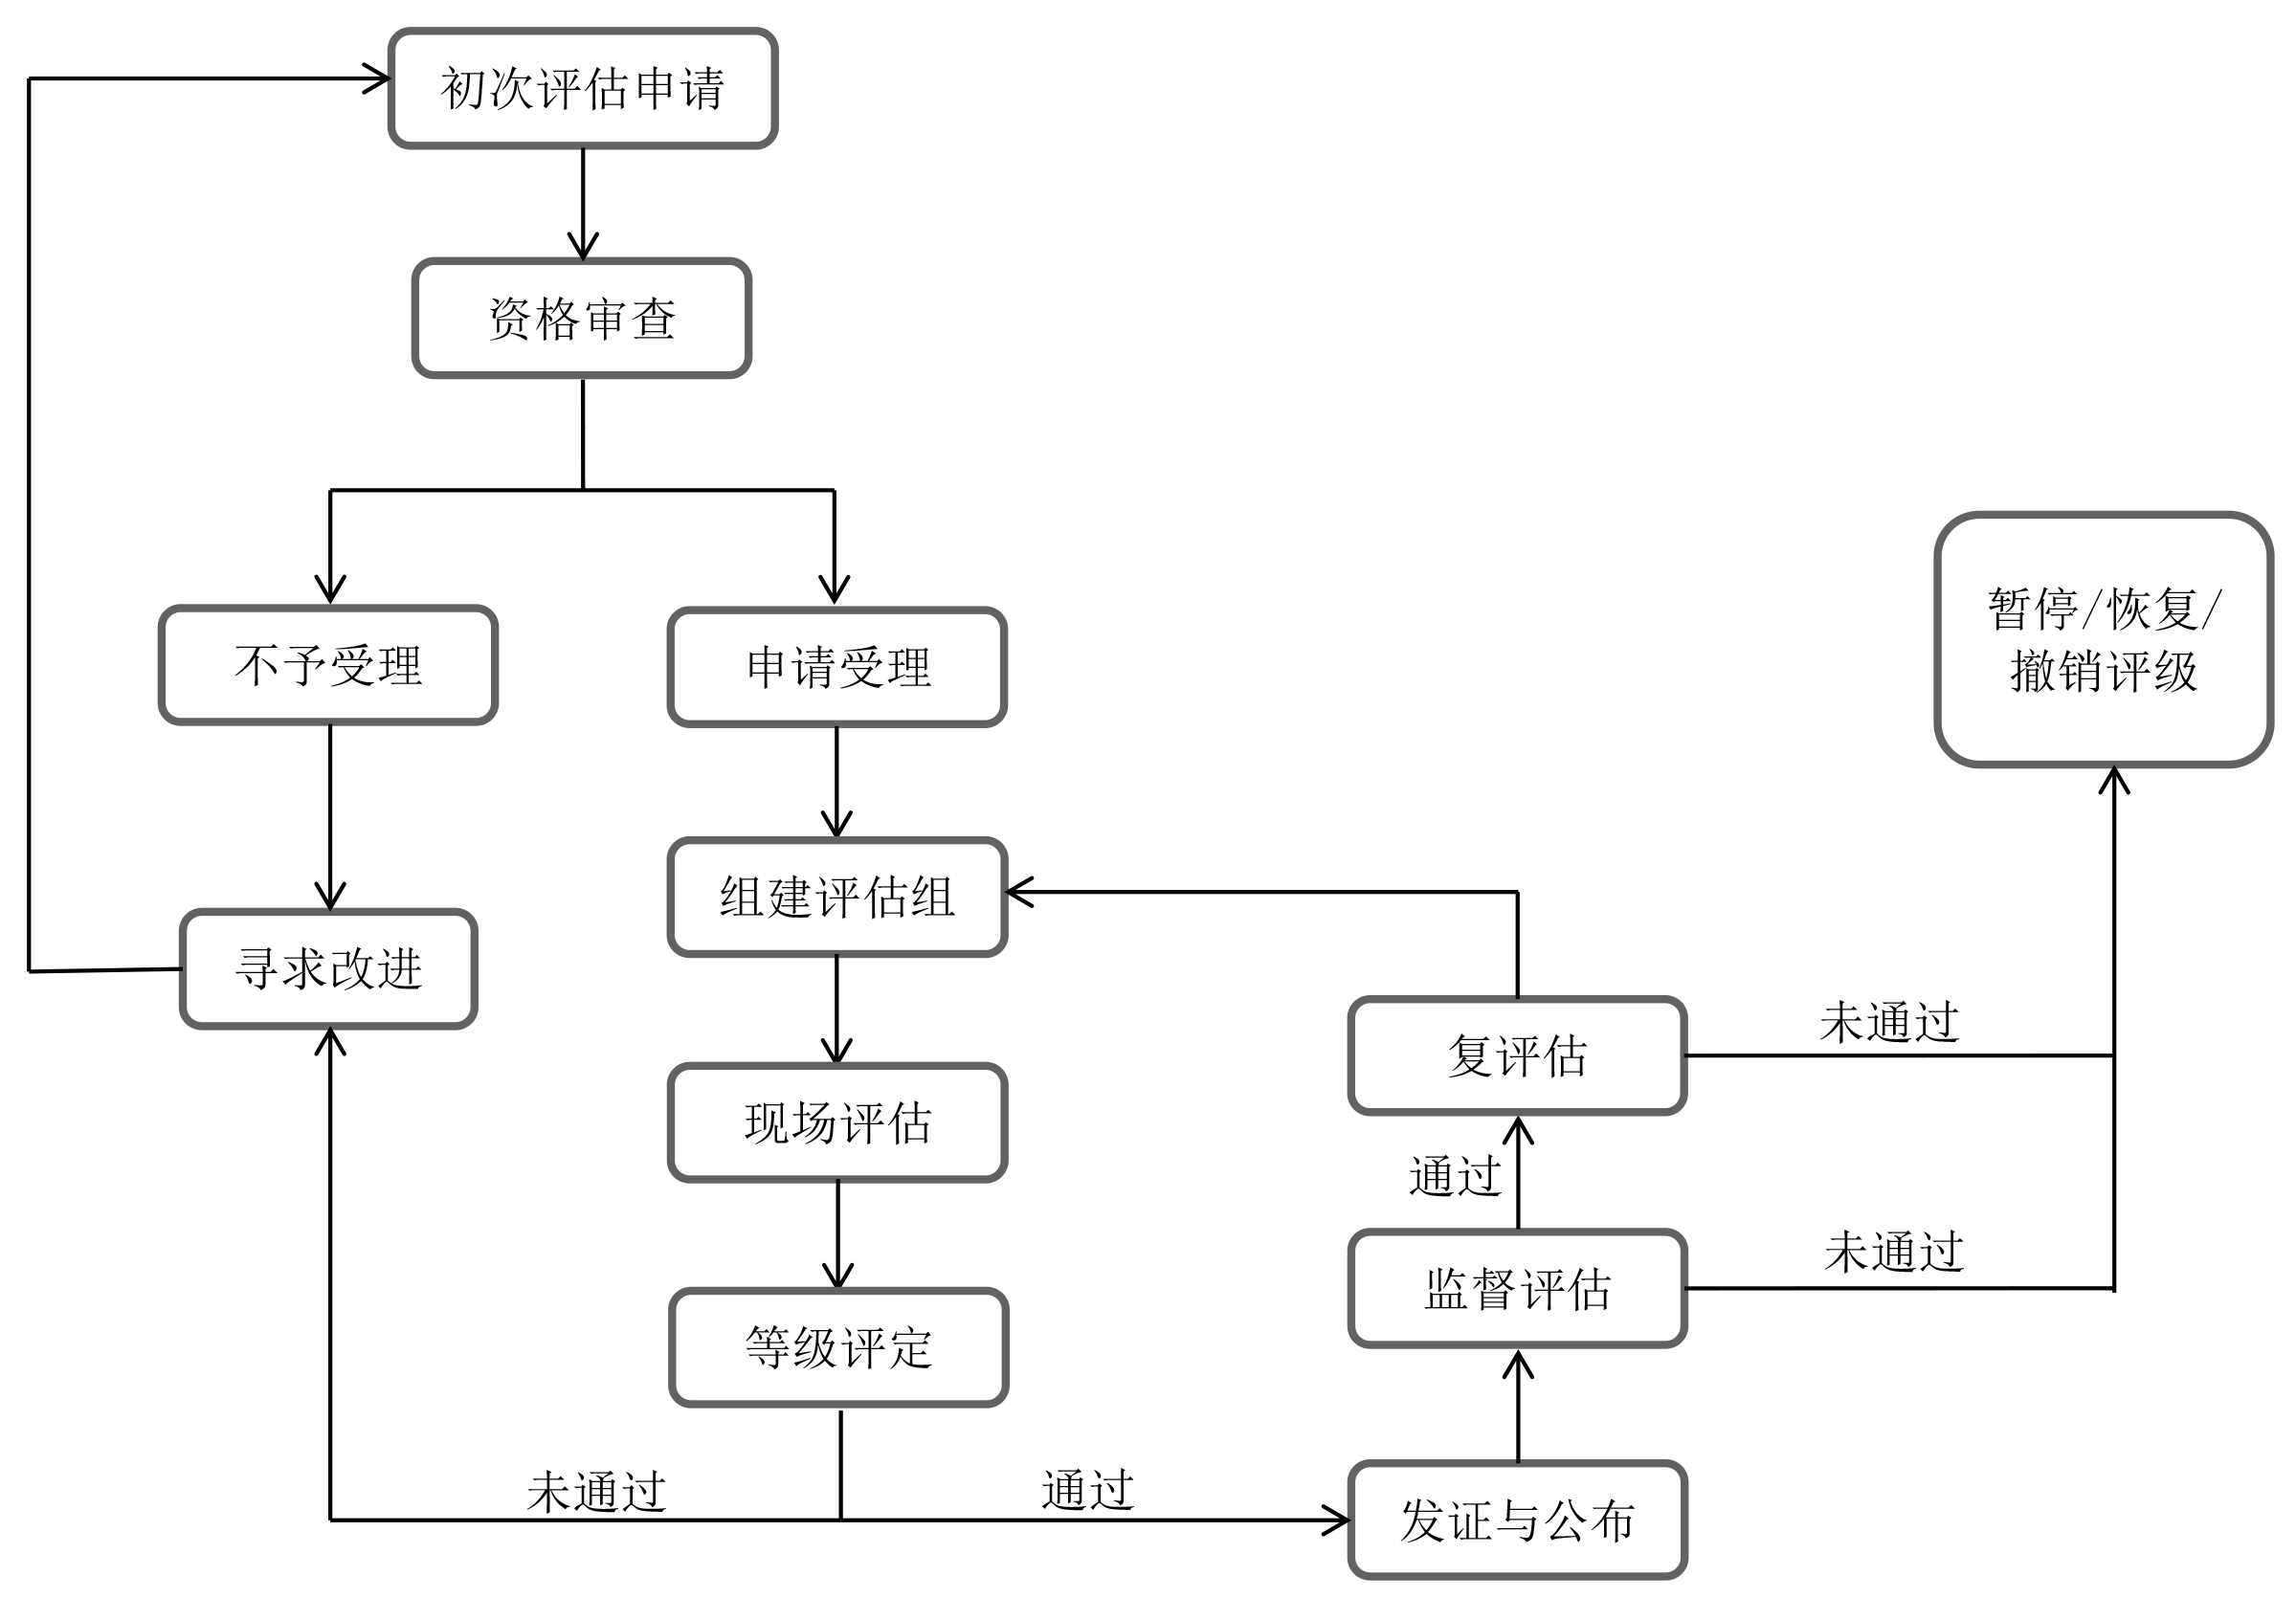 初次评估申请
资格审查
不予受理
申请受理
暂停/恢复/
撤销评级
组建评估组
寻求改进
复评估
未通过
现场评估
通过
监督评估
未通过
等级评定
未通过
通过
发证与公布